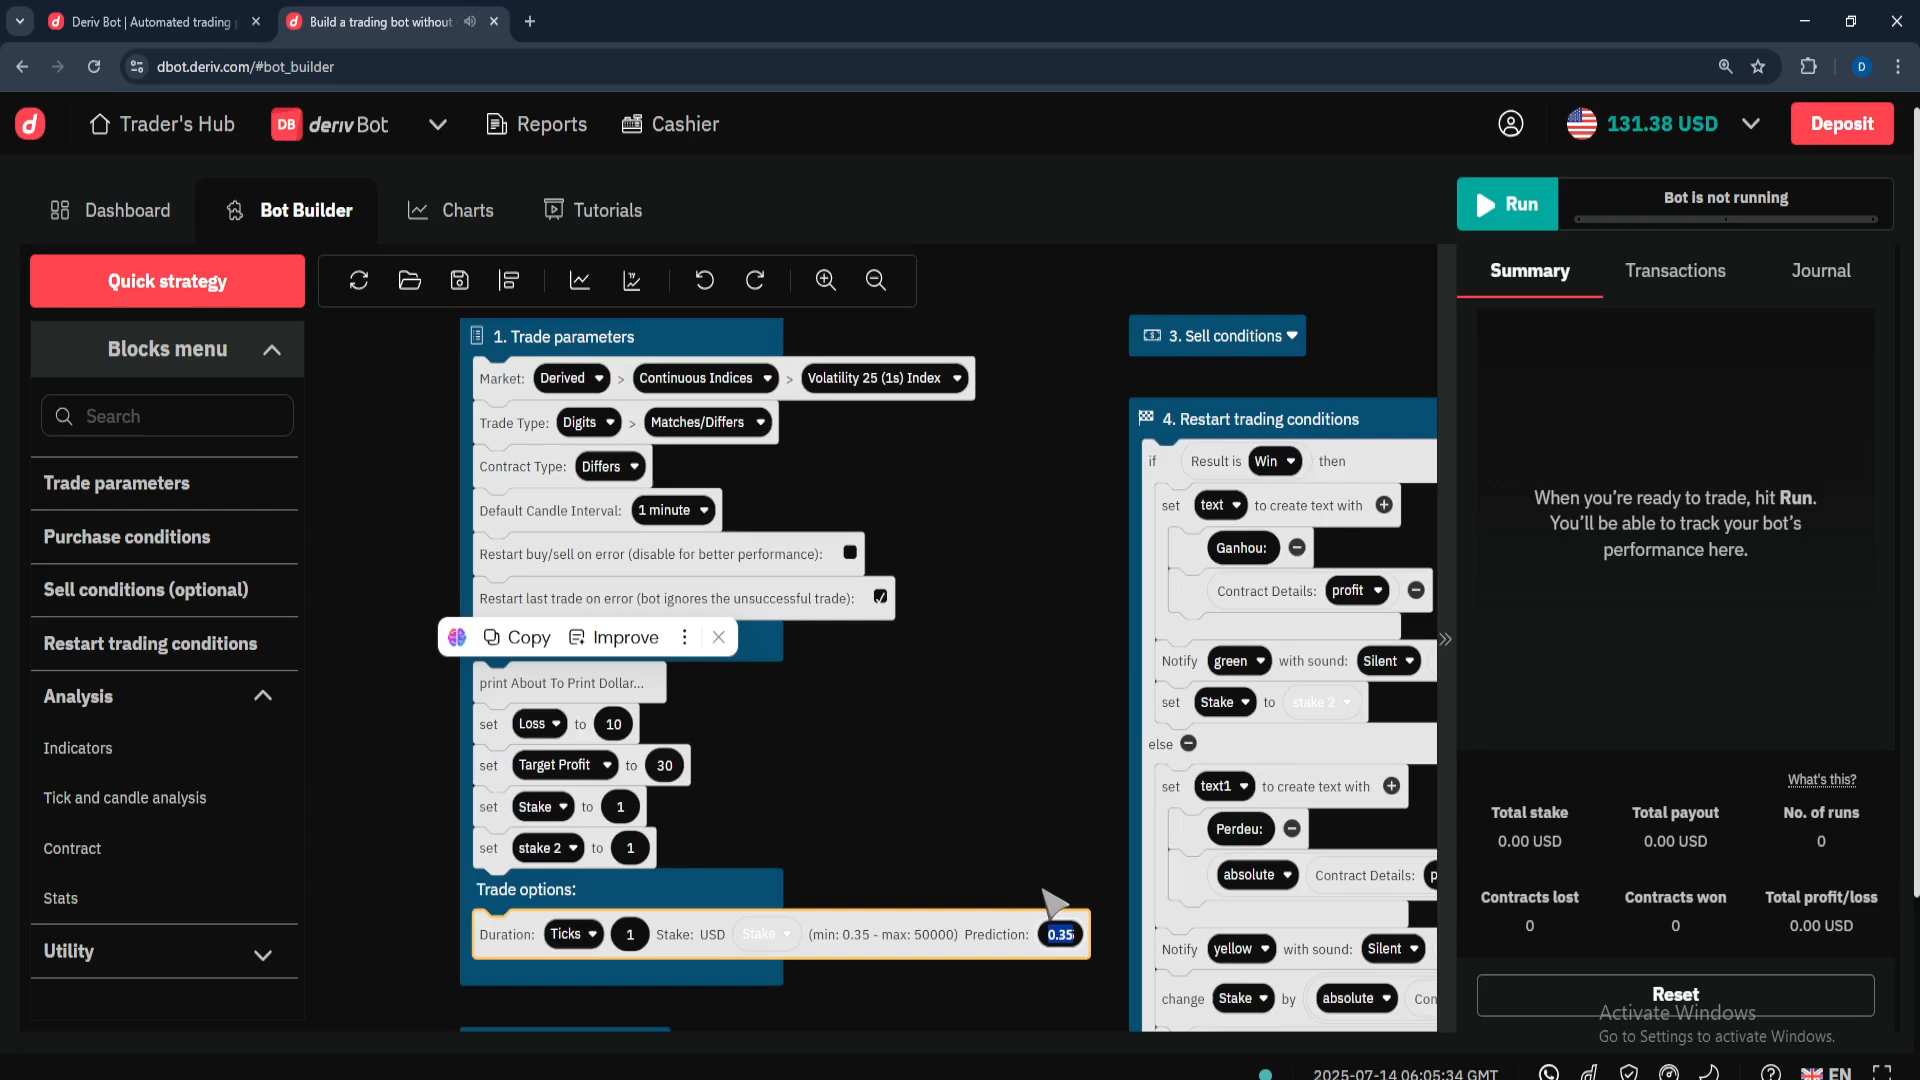 Deriv Bot | Automated trading
Build a trading bot without
dbot.deriv.com/#bot_builder
D
Trader's Hub
DB
deriv Bot
Reports
Cashier
131.38 USD
Deposit
Dashboard
Bot Builder
Charts
Tutorials
Run
Bot is not running
Quick strategy
Blocks menu
Search
Trade parameters
Purchase conditions
Sell conditions (optional)
Restart trading conditions
Analysis
Indicators
Tick and candle analysis
Contract
Stats
Utility
1. Trade parameters
Market: Derived > Continuous Indices > Volatility 25 (1s) Index
Trade Type: Digits > Matches/Differs
Contract Type: Differs
Default Candle Interval: 1 minute
Restart buy/sell on error (disable for better performance):
Restart last trade on error (bot ignores the unsuccessful trade):
Copy Improve
print About To Print Dollar...
set Loss to 10
set Target Profit to 30
set Stake to 1
set stake 2 to 1
Trade options:
Duration: Ticks 1 Stake: USD Stake (min: 0.35 - max: 50000) Prediction: 0.35
3. Sell conditions
4. Restart trading conditions
if Result is Win then
set text to create text with
Ganhou:
Contract Details: profit
Notify green with sound: Silent
set Stake to stake 2
else
set text1 to create text with
Perdeu:
absolute Contract Details: p
Notify yellow with sound: Silent
change Stake by absolute Con
Summary
Transactions
Journal
When you're ready to trade, hit Run.
You'll be able to track your bot's
performance here.
What's this?
Total stake
0.00 USD
Total payout
0.00 USD
No. of runs
0
Contracts lost
0
Contracts won
0
Total profit/loss
0.00 USD
Reset
Activate Windows
Go to Settings to activate Windows.
2025-07-14 06:05:34 GMT
EN